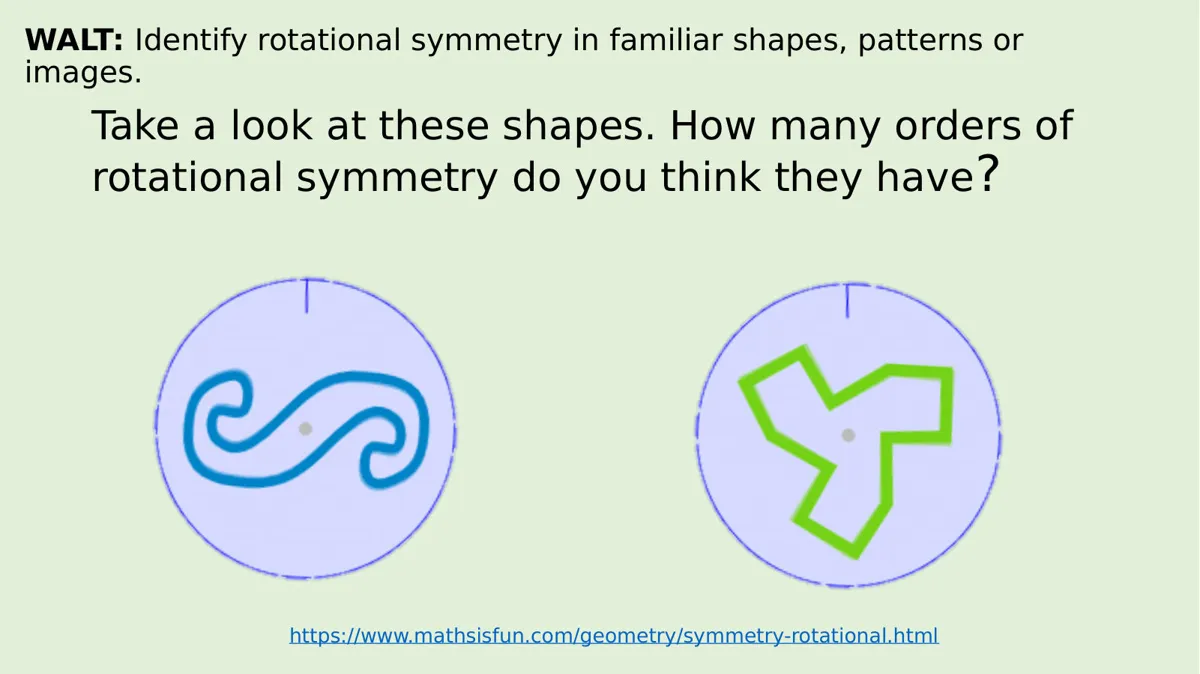 WALT: Identify rotational symmetry in familiar shapes, patterns or
images.
Take a look at these shapes. How many orders of
rotational symmetry do you think they have?
https://www.mathsisfun.com/geometry/symmetry-rotational.html